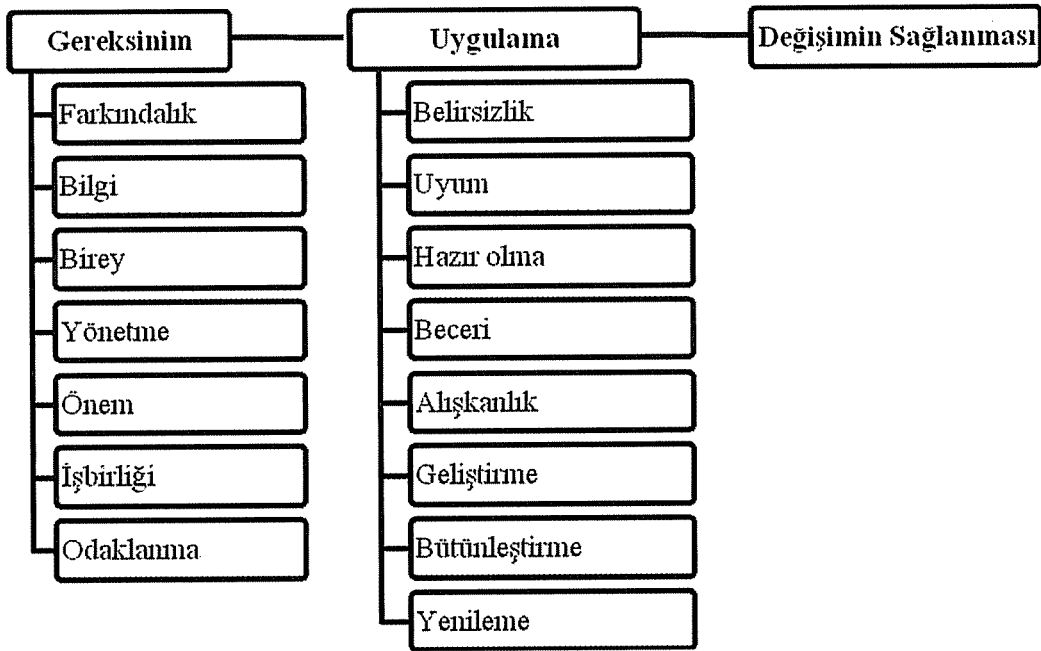 Gereksinim
Uygulama
Değişimin Sağlanması
Farkındalık
Bilgi
Birey
Yönetme
Önem
İşbirliği
Odaklanma
Belirsizlik
Uyum
Hazır olma
Beceri
Alışkanlık
Geliştirme
Bütünleştirme
Yenileme